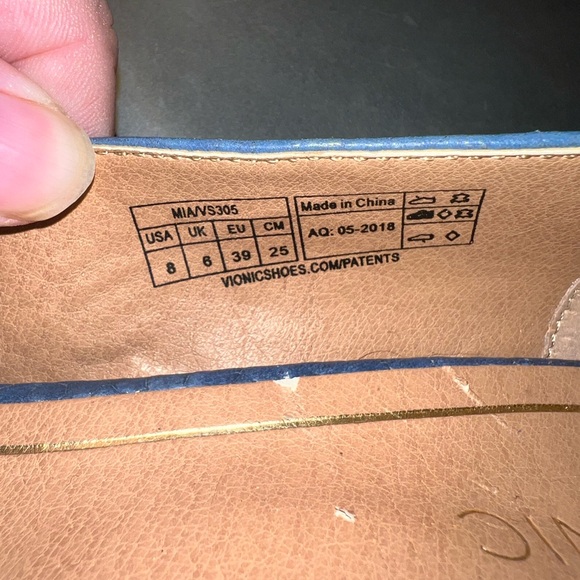 MIA/VS305
USA UK EU CM
8 6 39 25
Made in China
AQ: 05-2018
VIONICSHOES.COM/PATENTS